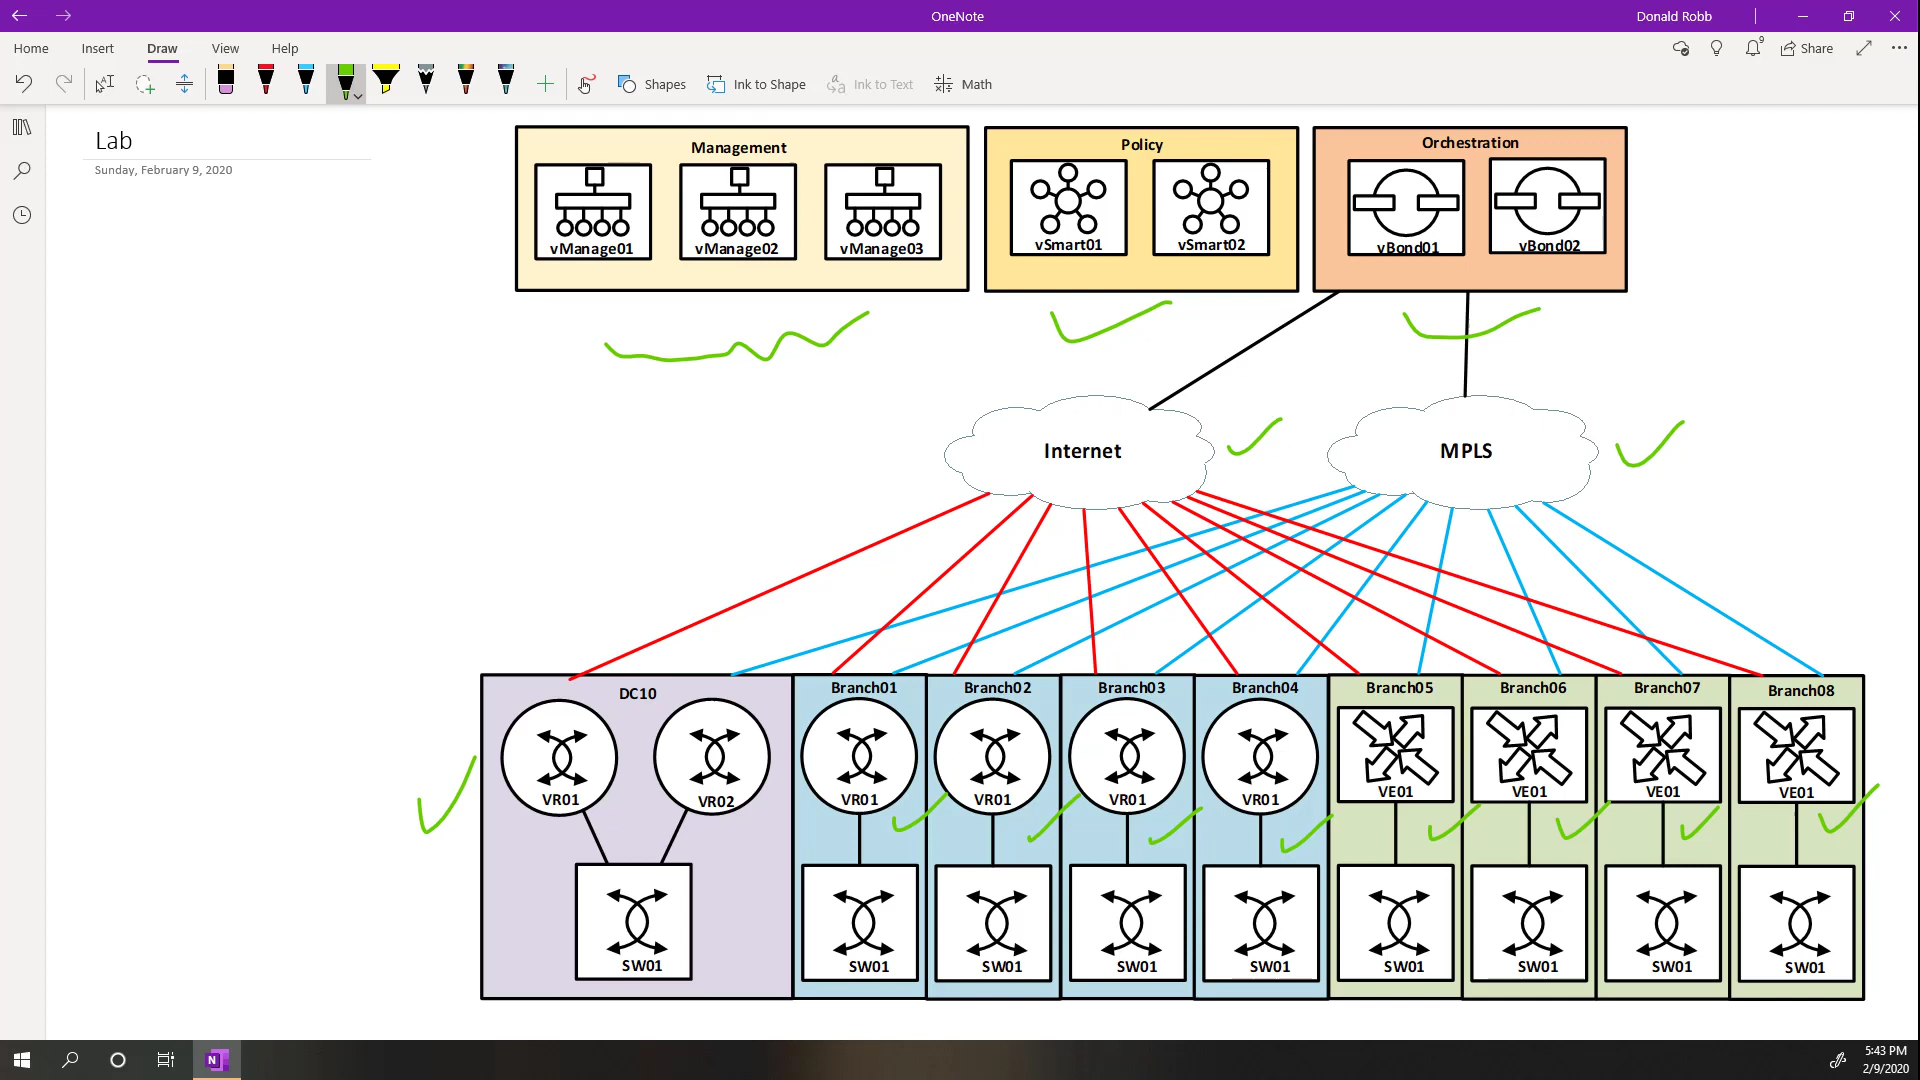 OneNote
Donald Robb
Home Insert Draw View Help
9
Share
Shapes Ink to Shape Ink to Text Math
Lab
Sunday, February 9, 2020
Management
vManage01 vManage02 vManage03
Policy
vSmart01 vSmart02
Orchestration
vBond01 vBond02
Internet
MPLS
DC10
VR01 VR02
SW01
Branch01
VR01
SW01
Branch02
VR01
SW01
Branch03
VR01
SW01
Branch04
VR01
SW01
Branch05
VE01
SW01
Branch06
VE01
SW01
Branch07
VE01
SW01
Branch08
VE01
SW01
N
5:43 PM
2/9/2020